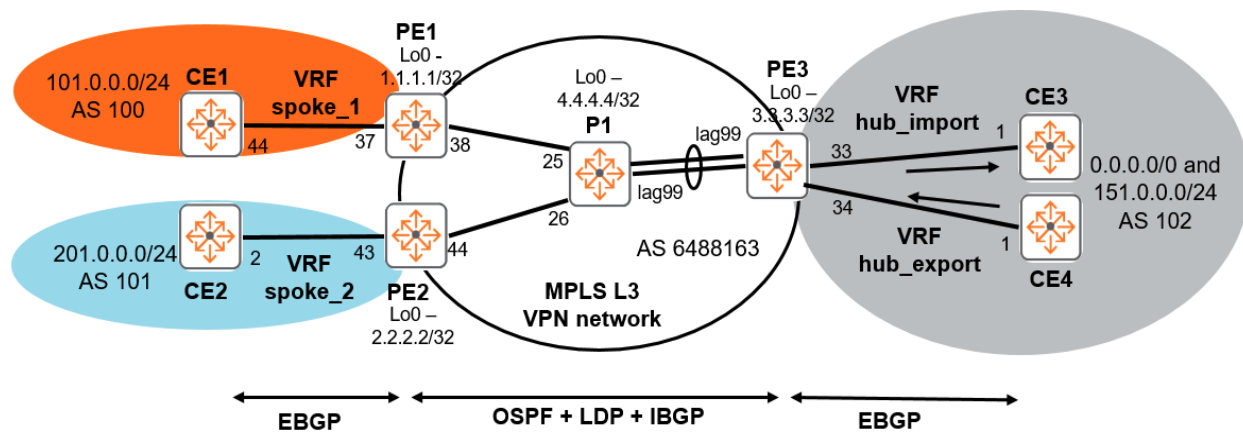 101.0.0.0/24
AS 100
CE1
44
VRF
spoke_1
37
PE1
Lo0 -
1.1.1.1/32
38
201.0.0.0/24
AS 101
CE2
2
VRF
spoke_2
43
44
PE2
Lo0 –
2.2.2.2/32
Lo0 –
4.4.4.4/32
P1
25
26
lag99
lag99
AS 6488163
MPLS L3
VPN network
PE3
Lo0 –
3.3.3.3/32
33
34
VRF
hub_import
VRF
hub_export
CE3
1
0.0.0.0/0 and
151.0.0.0/24
AS 102
1
CE4
EBGP
OSPF + LDP + IBGP
EBGP